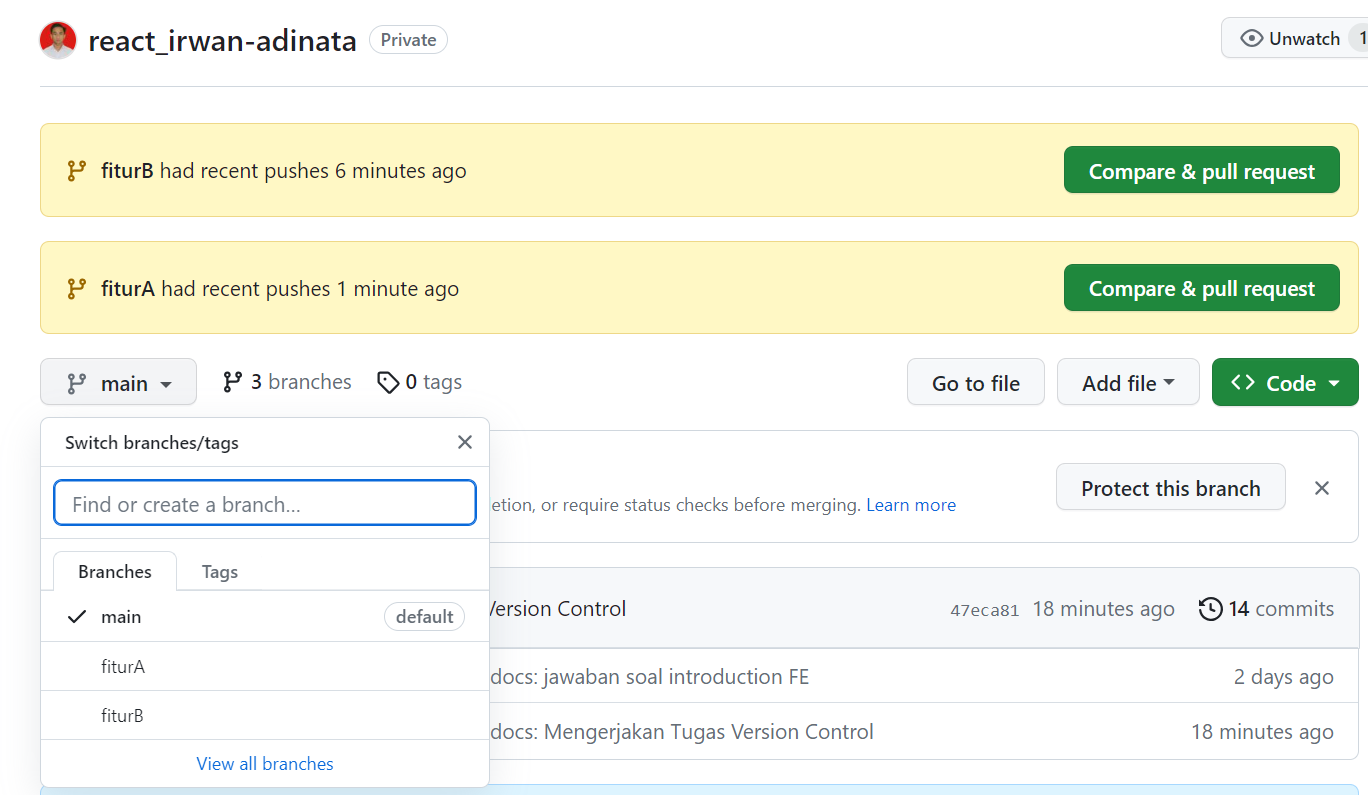 react_irwan-adinata Private Unwatch 1
fiturB had recent pushes 6 minutes ago Compare & pull request
fiturA had recent pushes 1 minute ago Compare & pull request
main 3 branches 0 tags Go to file Add file Code
Switch branches/tags
Find or create a branch...
Protect this branch
etion, or require status checks before merging. Learn more
Branches Tags
main default
Version Control 47eca81 18 minutes ago 14 commits
fiturA
docs: jawaban soal introduction FE 2 days ago
fiturB
docs: Mengerjakan Tugas Version Control 18 minutes ago
View all branches